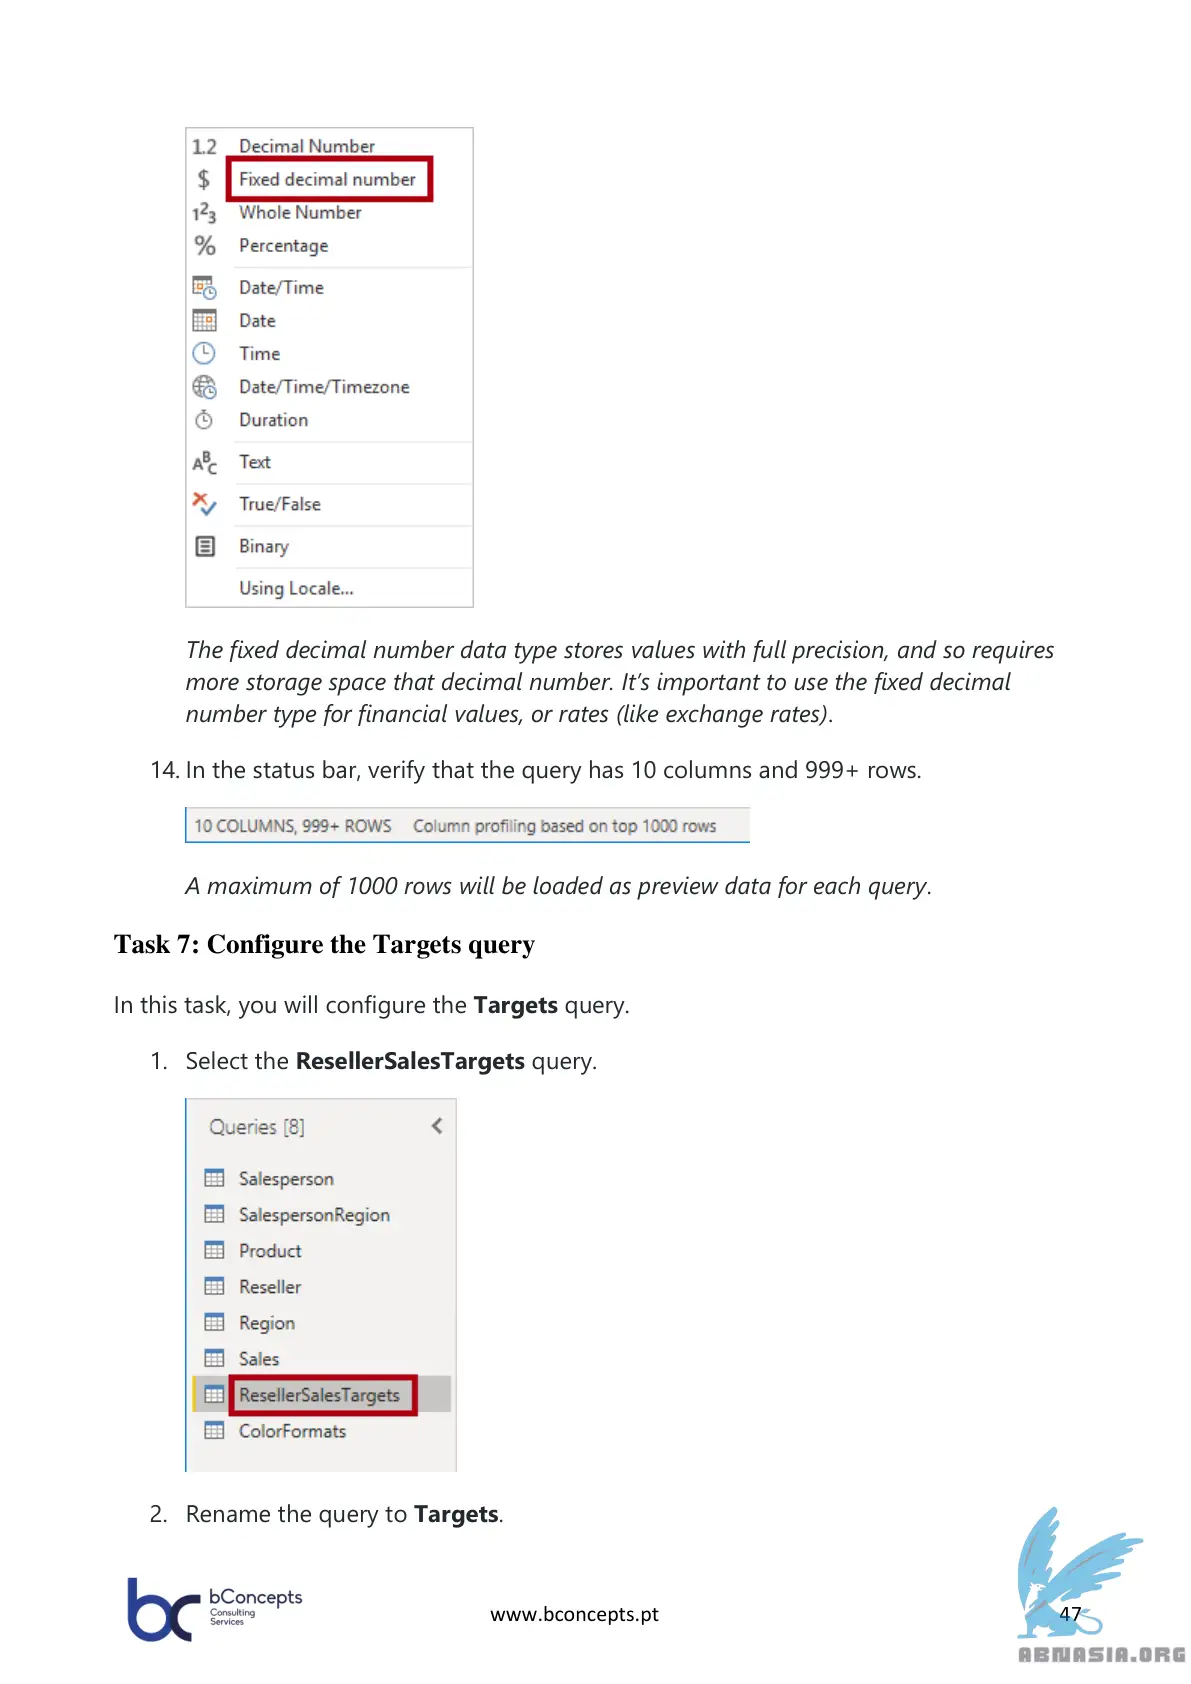 1.2 Decimal Number
$ Fixed decimal number
123 Whole Number
% Percentage
Date/Time
Date
Time
Date/Time/Timezone
Duration
ABC Text
True/False
Binary
Using Locale...
The fixed decimal number data type stores values with full precision, and so requires
more storage space that decimal number. It’s important to use the fixed decimal
number type for financial values, or rates (like exchange rates).
14. In the status bar, verify that the query has 10 columns and 999+ rows.
10 COLUMNS, 999+ ROWS Column profiling based on top 1000 rows
A maximum of 1000 rows will be loaded as preview data for each query.
Task 7: Configure the Targets query
In this task, you will configure the Targets query.
1. Select the ResellerSalesTargets query.
Queries [8]
Salesperson
SalespersonRegion
Product
Reseller
Region
Sales
ResellerSalesTargets
ColorFormats
2. Rename the query to Targets.
bc bConcepts
Consulting
Services
www.bconcepts.pt
47
ABNASIA.ORG